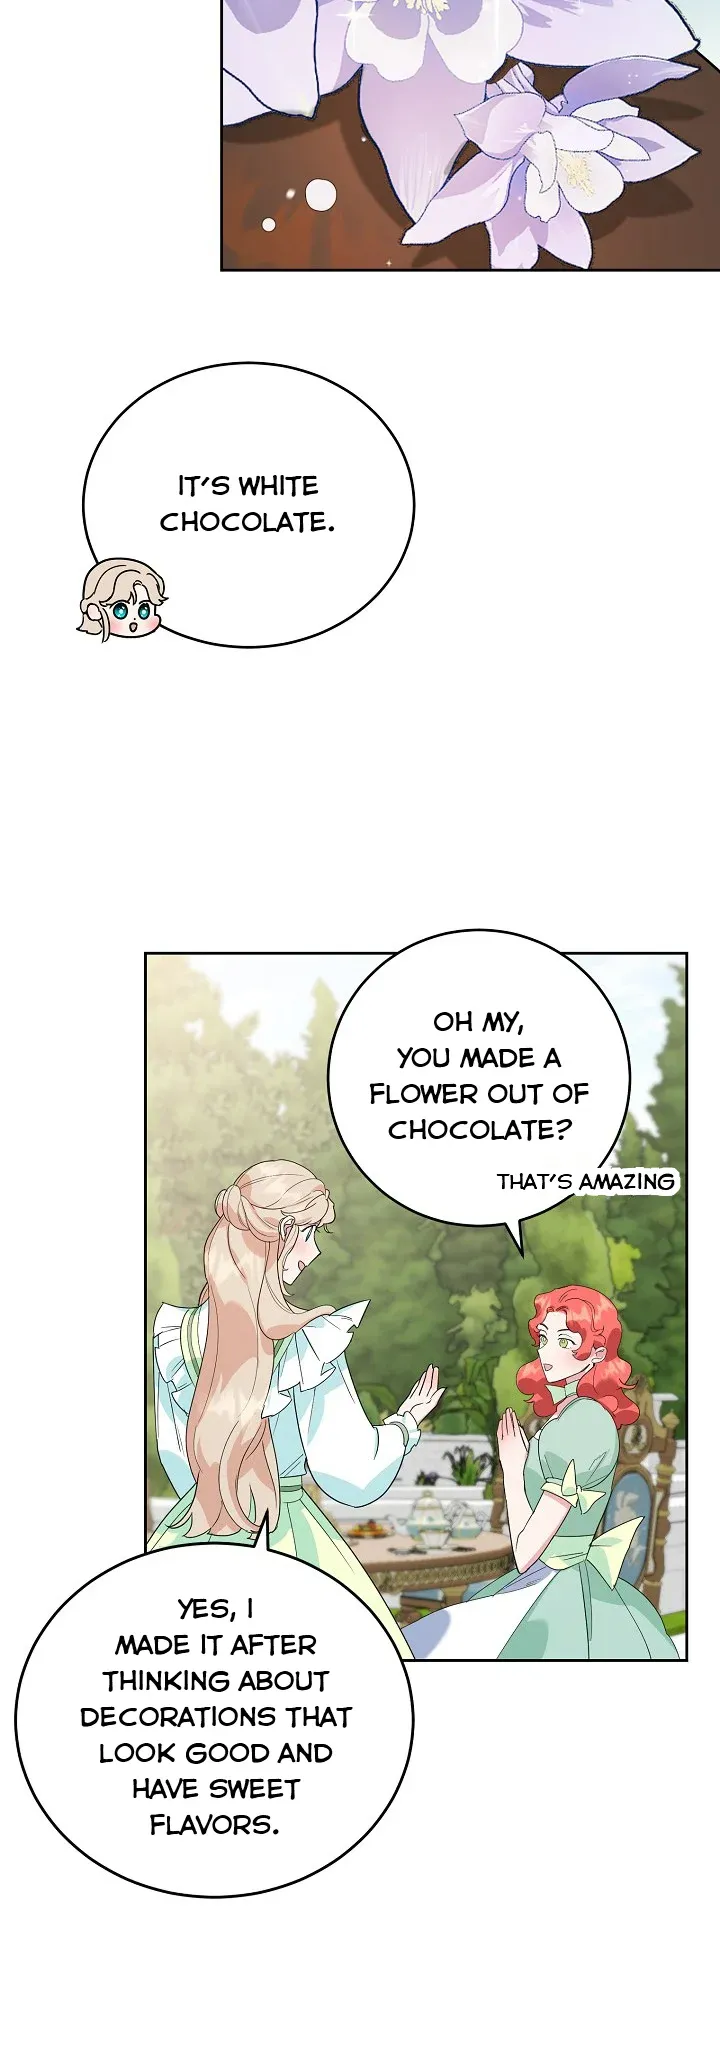 IT'S WHITE
CHOCOLATE.
OH MY,
YOU MADE A
FLOWER OUT OF
CHOCOLATE?
THAT'S AMAZING
YES, I
MADE IT AFTER
THINKING ABOUT
DECORATIONS THAT
LOOK GOOD AND
HAVE SWEET
FLAVORS.